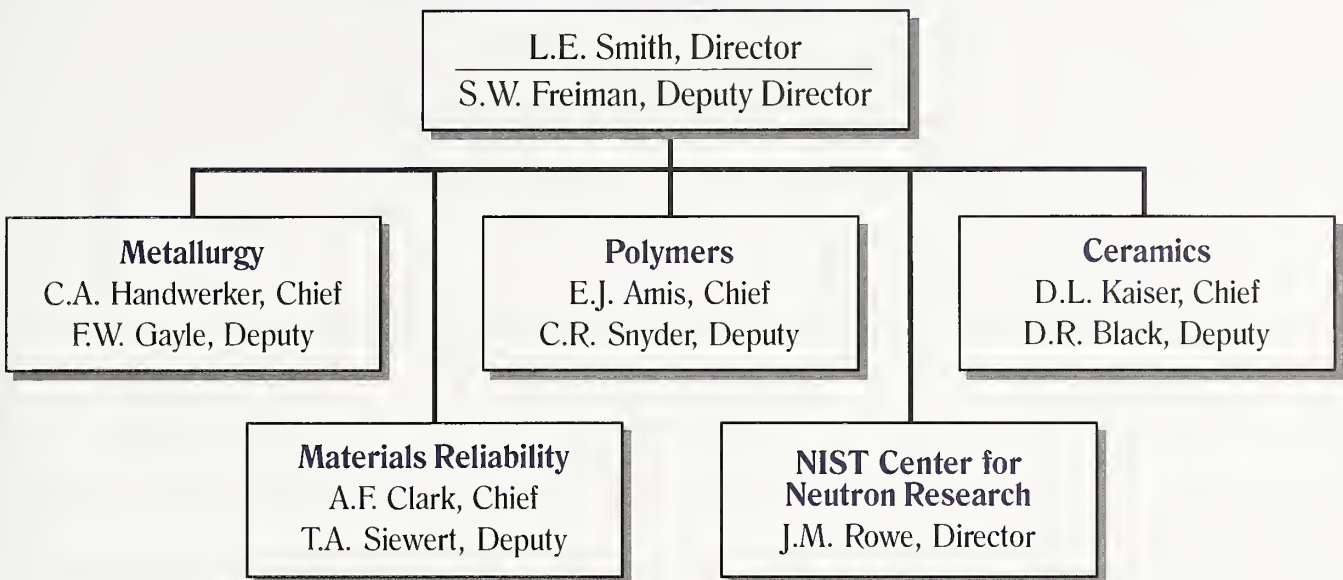 L.E. Smith, Director
S.W. Freiman, Deputy Director
Metallurgy
C.A. Handwerker, Chief
F.W. Gayle, Deputy
Polymers
E.J. Amis, Chief
C.R. Snyder, Deputy
Ceramics
D.L. Kaiser, Chief
D.R. Black, Deputy
Materials Reliability
A.F. Clark, Chief
T.A. Siewert, Deputy
NIST Center for
Neutron Research
J.M. Rowe, Director